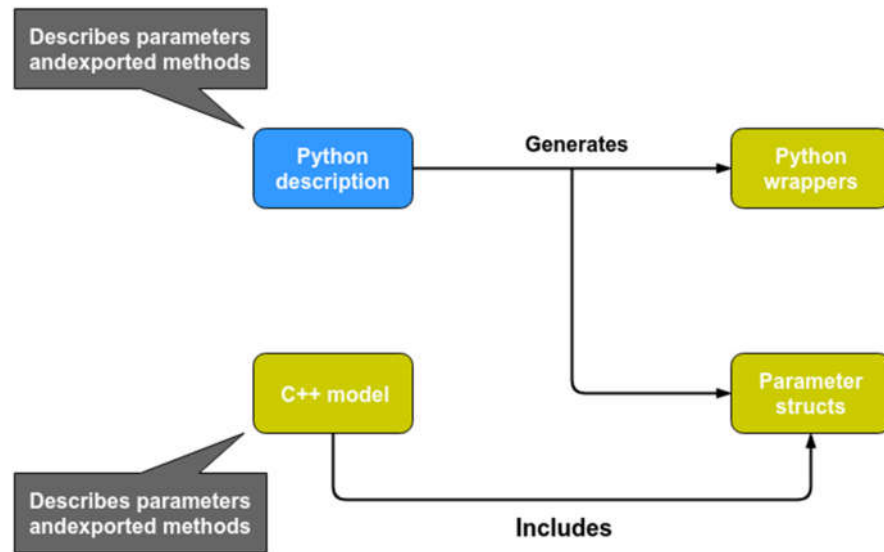 Describes parameters
andexported methods
Python
description
Generates
Python
wrappers
C++ model
Parameter
structs
Describes parameters
andexported methods
Includes